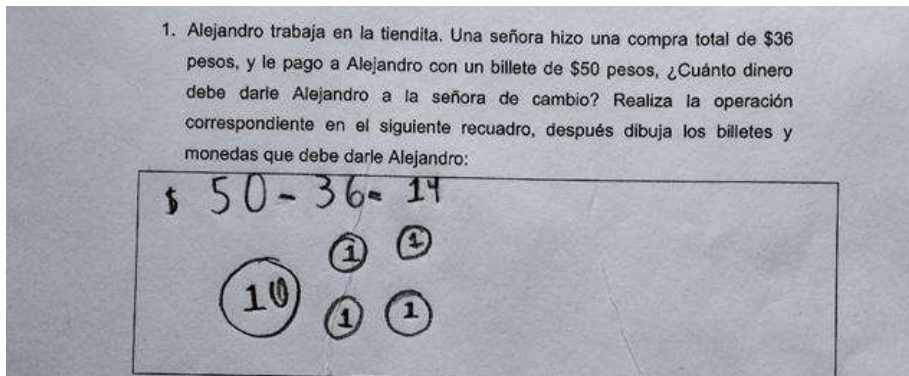 1. Alejandro trabaja en la tiendita. Una señora hizo una compra total de $36
pesos, y le pago a Alejandro con un billete de $50 pesos, ¿Cuánto dinero
debe darle Alejandro a la señora de cambio? Realiza la operación
correspondiente en el siguiente recuadro, después dibuja los billetes y
monedas que debe darle Alejandro:
$ 50 - 36 = 14
1 1
10
1 1